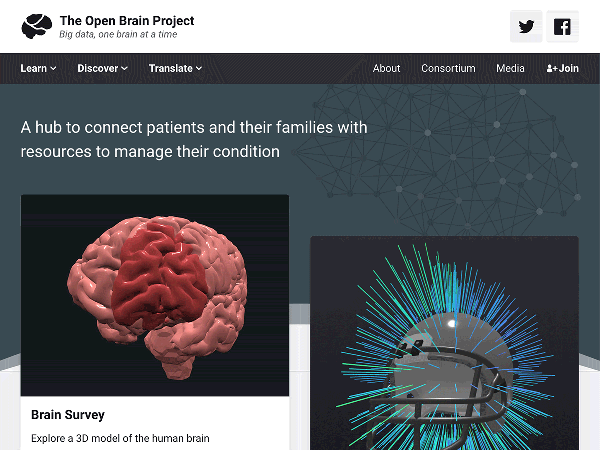 The Open Brain Project
Big data, one brain at a time
Learn Discover Translate About Consortium Media Join
A hub to connect patients and their families with
resources to manage their condition
Brain Survey
Explore a 3D model of the human brain